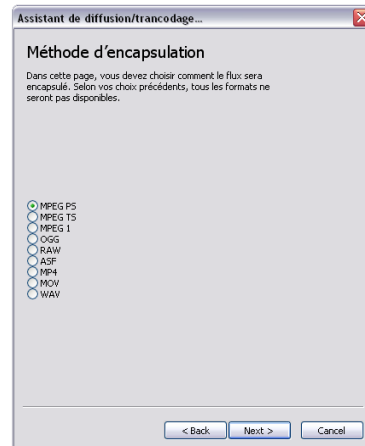 Assistant de diffusion/trancodage...
Méthode d'encapsulation
Dans cette page, vous devez choisir comment le flux sera
encapsulé. Selon vos choix précédents, tous les formats ne
seront pas disponibles.
MPEG PS
MPEG TS
MPEG 1
OGG
RAW
ASF
MP4
MOV
WAV
< Back
Next >
Cancel